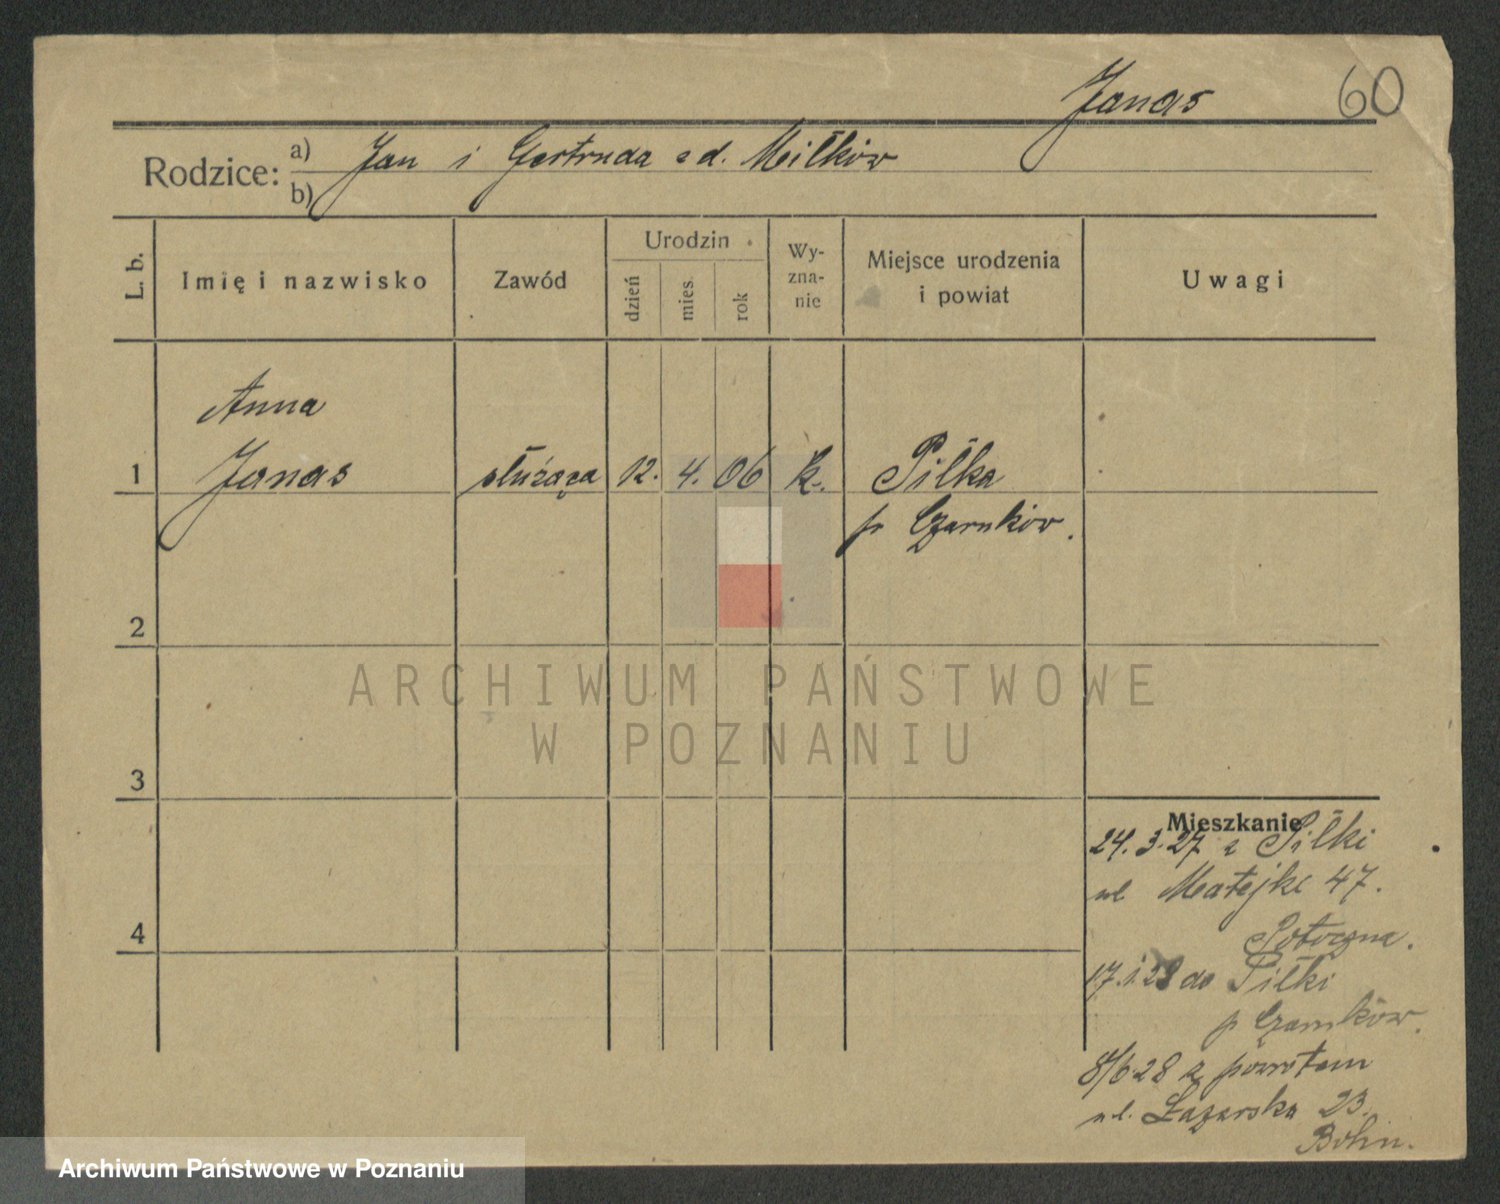 Janas 60
Rodzice: a) Jan i Gertruda z d. Miłków
b)
L. b. Imię i nazwisko Zawód Urodzin dzień mies. rok Wy-zna-nie Miejsce urodzenia i powiat Uwagi
Anna
1 Janas służąca 12. 4. 06 k. Piłka
p Czarnków.
2
ARCHIWUM PAŃSTWOWE
W POZNANIU
3
Mieszkanie
24.3.27 z Piłki
ul Matejki 47.
4
Potoczna.
17.1 28 do Piłki
p Czarnków.
8/6 28 z powrotem
ul. Łazarska 23.
Bohn.
Archiwum Państwowe w Poznaniu